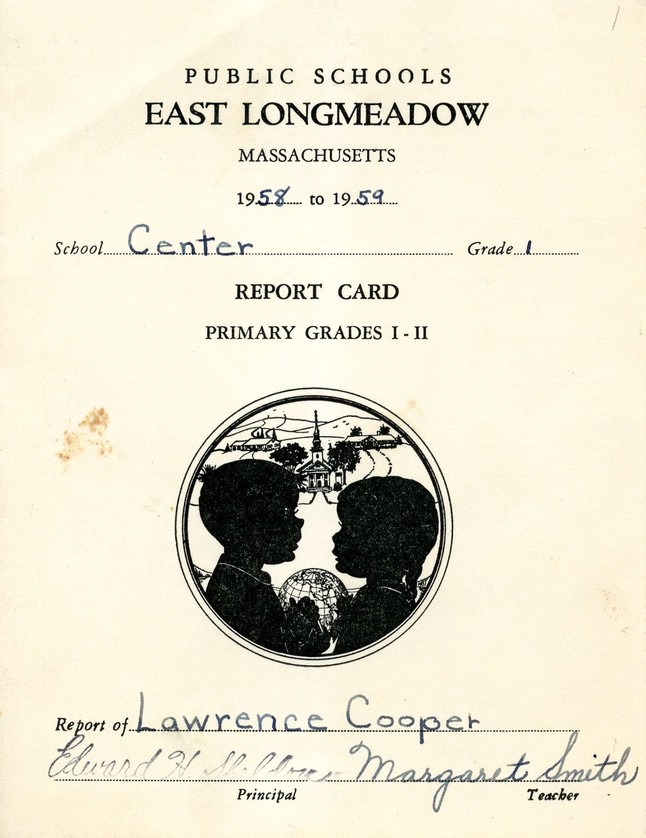 PUBLIC SCHOOLS
EAST LONGMEADOW
MASSACHUSETTS
1958 to 1959
School Center Grade 1
REPORT CARD
PRIMARY GRADES I - II
Report of Lawrence Cooper
Edward H Margaret Smith
Principal Teacher